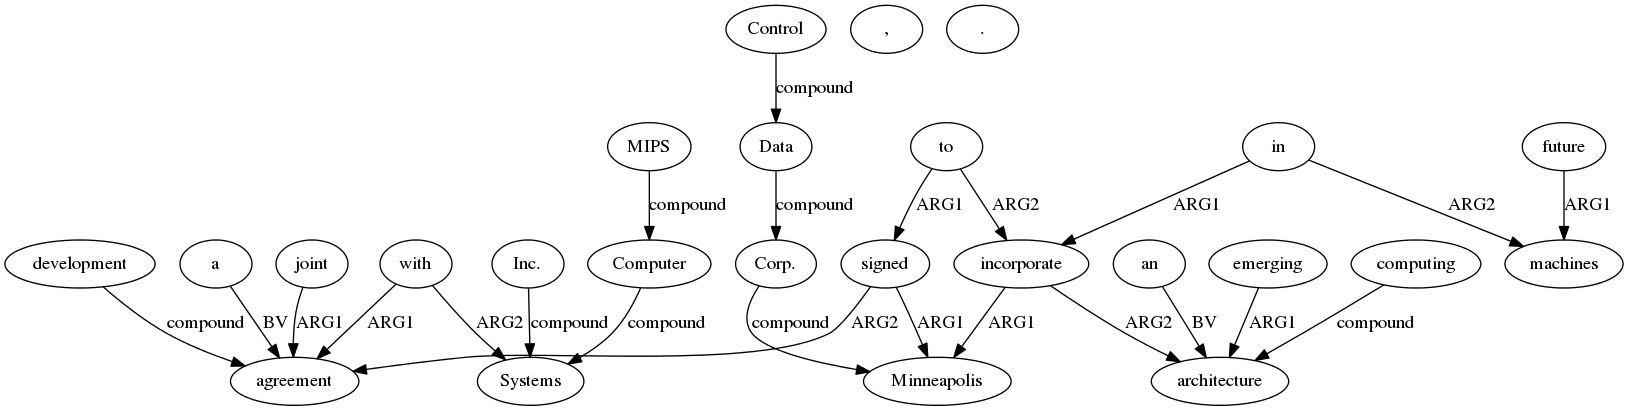 Control , .
compound
MIPS Data to in future
compound compound ARG1 ARG2 ARG1 ARG2 ARG1
development a joint with Inc. Computer Corp. signed incorporate an emerging computing machines
compound BV ARG1 ARG1 ARG2 compound compound compound ARG2 ARG1 ARG1 ARG2 BV ARG1 compound
agreement Systems Minneapolis architecture